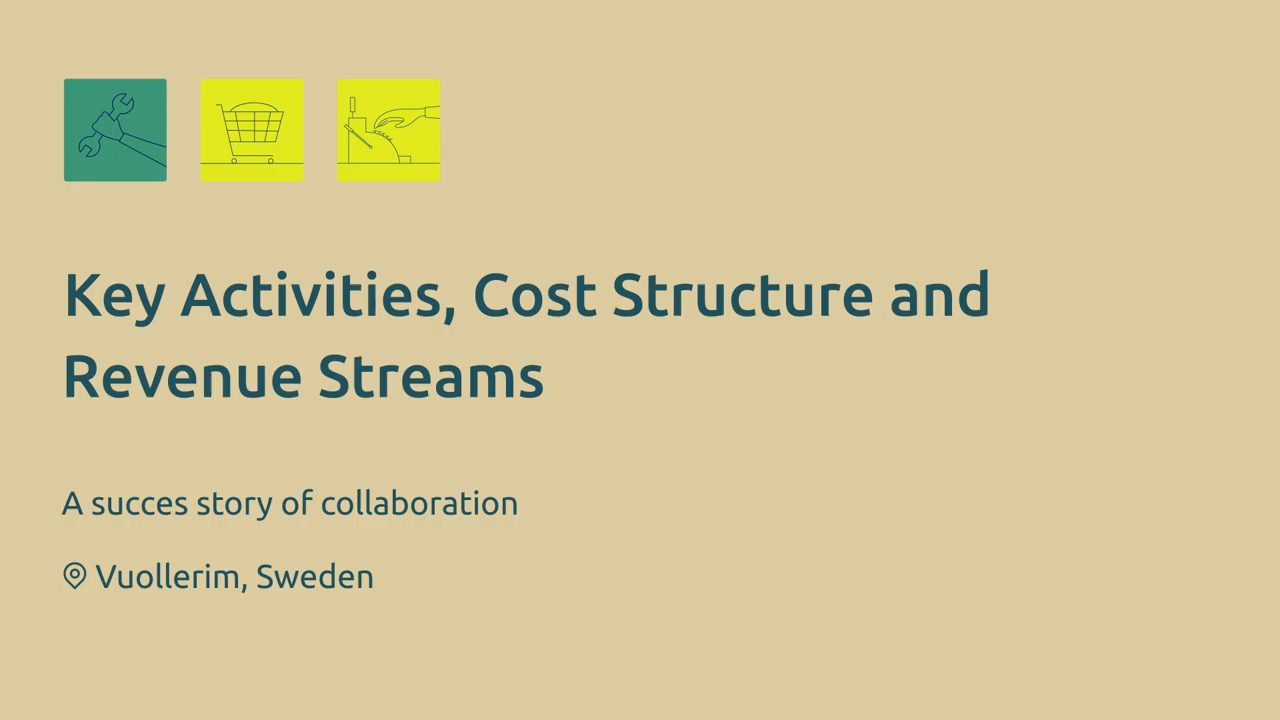 Key Activities, Cost Structure and
Revenue Streams
A succes story of collaboration
Vuollerim, Sweden